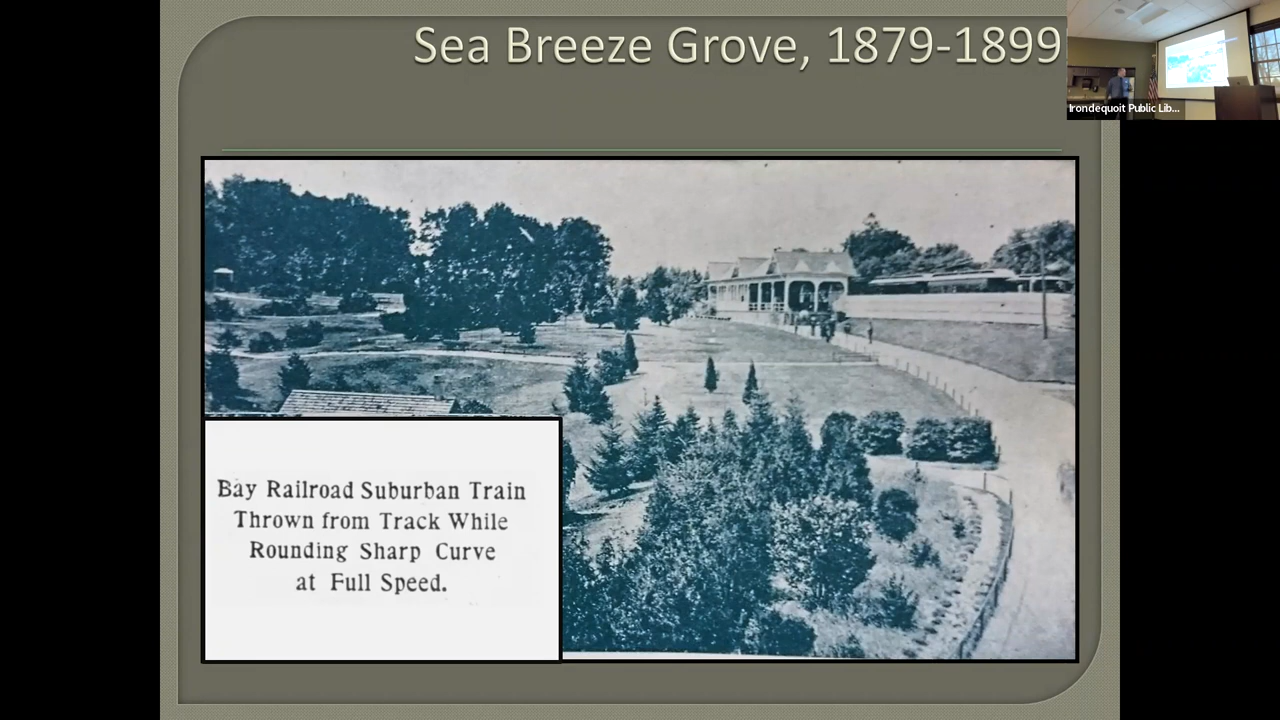 Sea Breeze Grove, 1879-1899
Irondequoit Public Lib...
Bay Railroad Suburban Train
Thrown from Track While
Rounding Sharp Curve
at Full Speed.